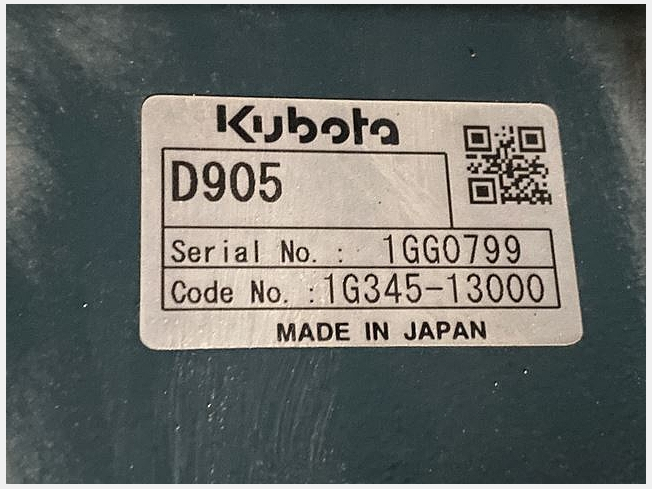 Kubota
D905
Serial No. : 1GG0799
Code No. :1G345-13000
MADE IN JAPAN